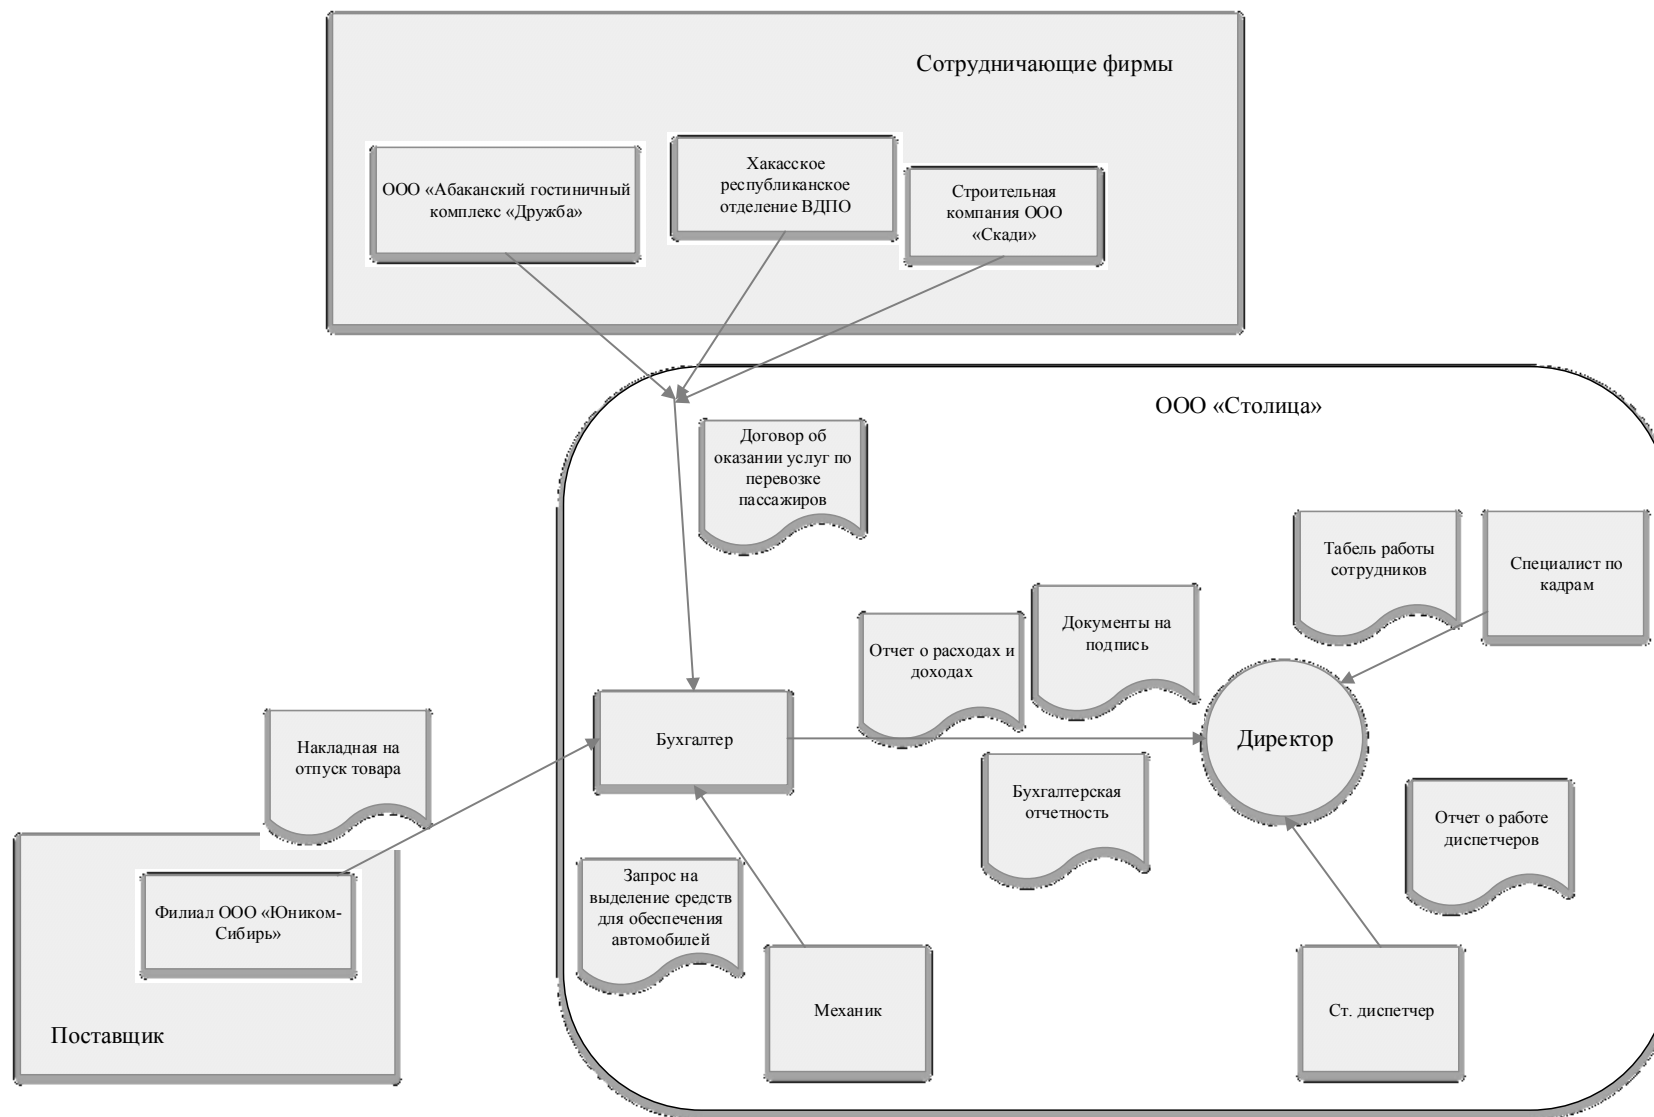 Сотрудничающие фирмы
ООО «Абаканский гостиничный
комплекс «Дружба»
Хакасское
республиканское
отделение ВДПО
Строительная
компания ООО
«Скади»
ООО «Столица»
Договор об
оказании услуг по
перевозке
пассажиров
Табель работы
сотрудников
Специалист по
кадрам
Документы на
подпись
Отчет о расходах и
доходах
Бухгалтер
Директор
Накладная на
отпуск товара
Бухгалтерская
отчетность
Отчет о работе
диспетчеров
Запрос на
выделение средств
для обеспечения
автомобилей
Филиал ООО «Юником-
Сибирь»
Поставщик
Механик
Ст. диспетчер